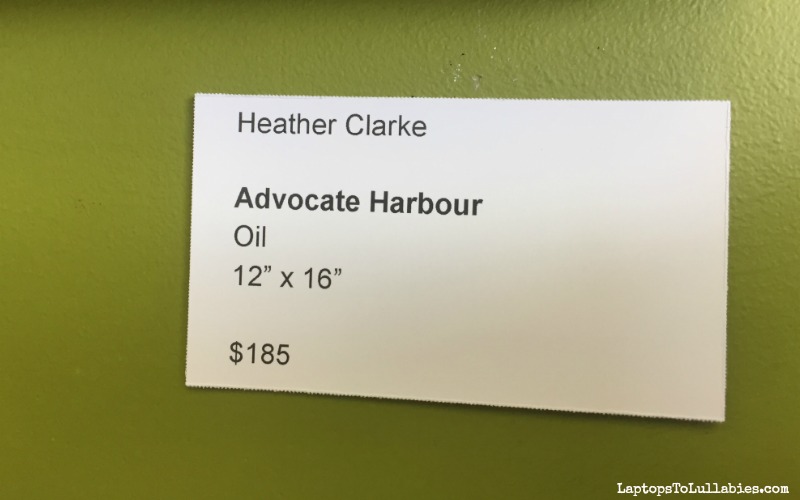 Heather Clarke
Advocate Harbour
Oil
12” x 16”
$185
LaptopsToLullabies.com